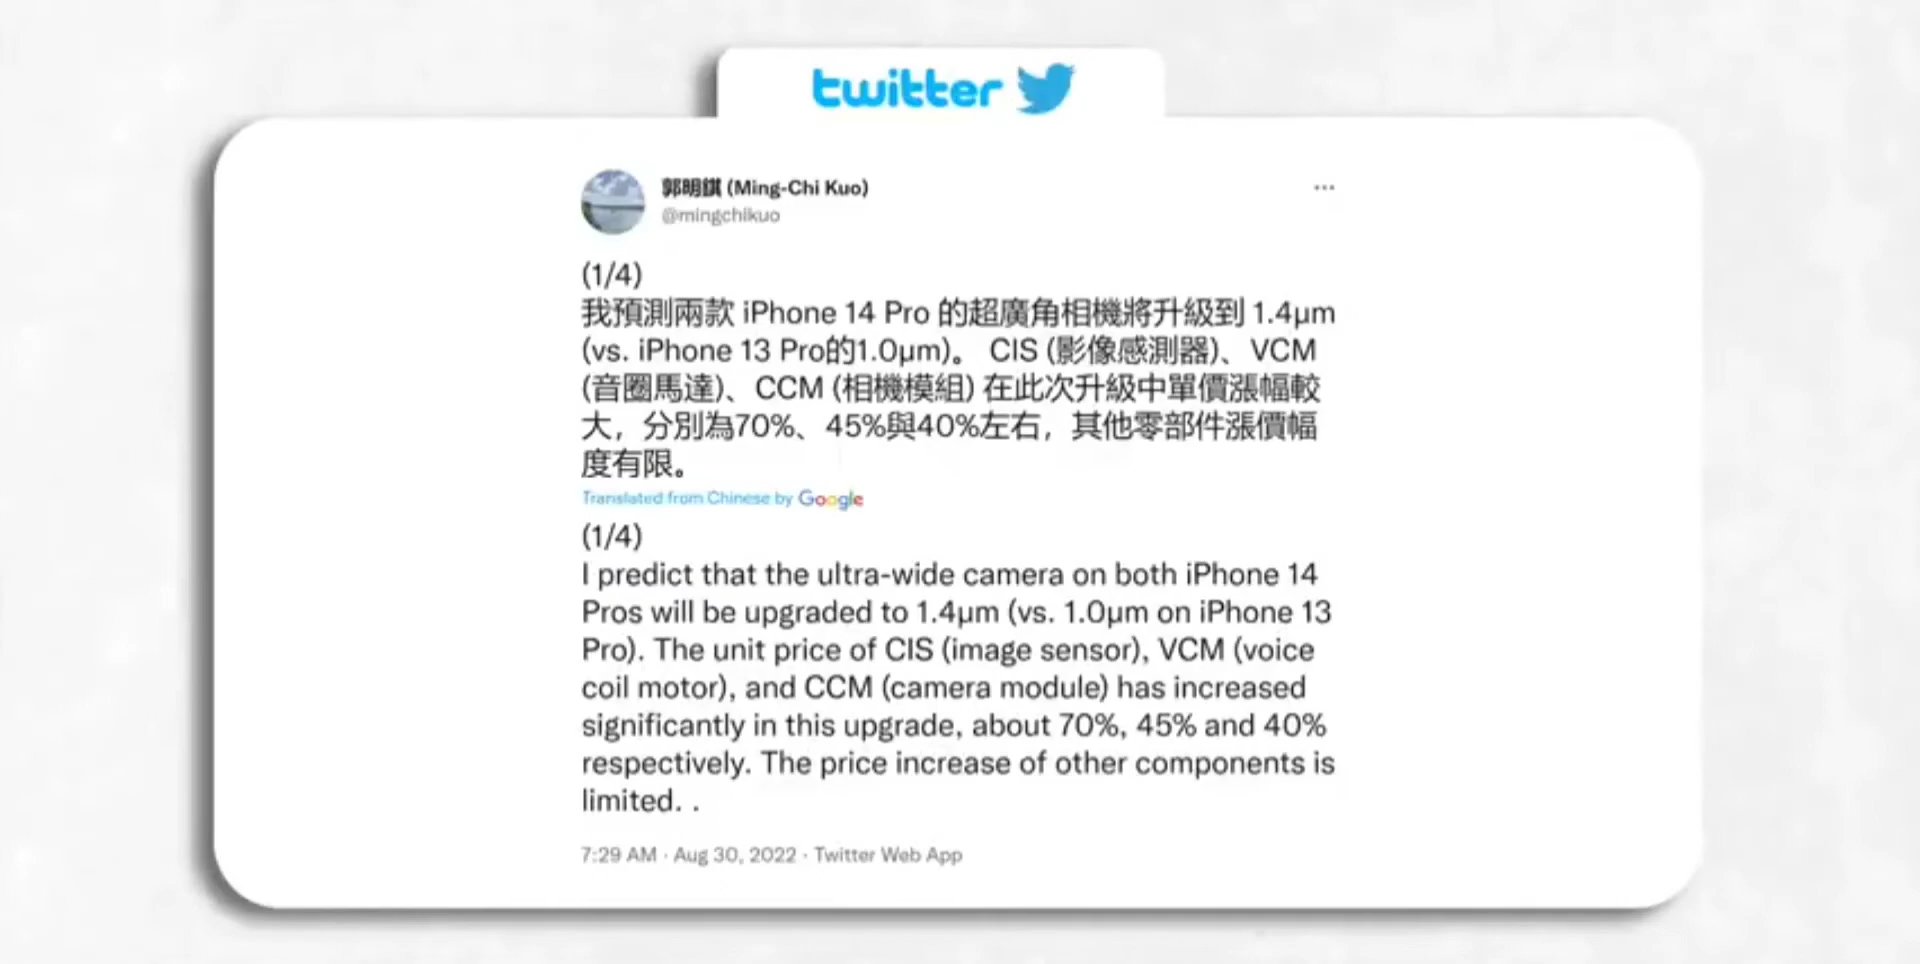 twitter
郭明錤 (Ming-Chi Kuo)
@mingchikuo
(1/4)
我預測兩款 iPhone 14 Pro 的超廣角相機將升級到 1.4µm
(vs. iPhone 13 Pro的1.0µm)。 CIS (影像感測器)、VCM
(音圈馬達)、CCM (相機模組) 在此次升級中單價漲幅較
大，分別為70%、45%與40%左右，其他零部件漲價幅
度有限。
Translated from Chinese by Google
(1/4)
I predict that the ultra-wide camera on both iPhone 14
Pros will be upgraded to 1.4µm (vs. 1.0µm on iPhone 13
Pro). The unit price of CIS (image sensor), VCM (voice
coil motor), and CCM (camera module) has increased
significantly in this upgrade, about 70%, 45% and 40%
respectively. The price increase of other components is
limited. .
7:29 AM · Aug 30, 2022 · Twitter Web App